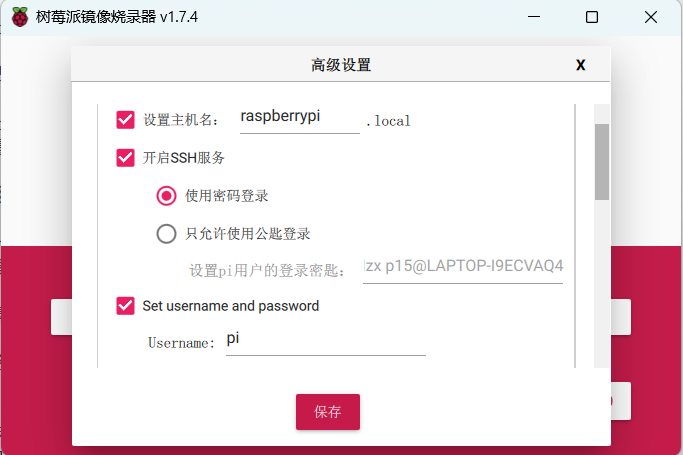 树莓派镜像烧录器 v1.7.4
高级设置 X
设置主机名： raspberrypi .local
开启SSH服务
使用密码登录
只允许使用公匙登录
设置pi用户的登录密匙： zx p15@LAPTOP-I9ECVAQ4
Set username and password
Username: pi
保存